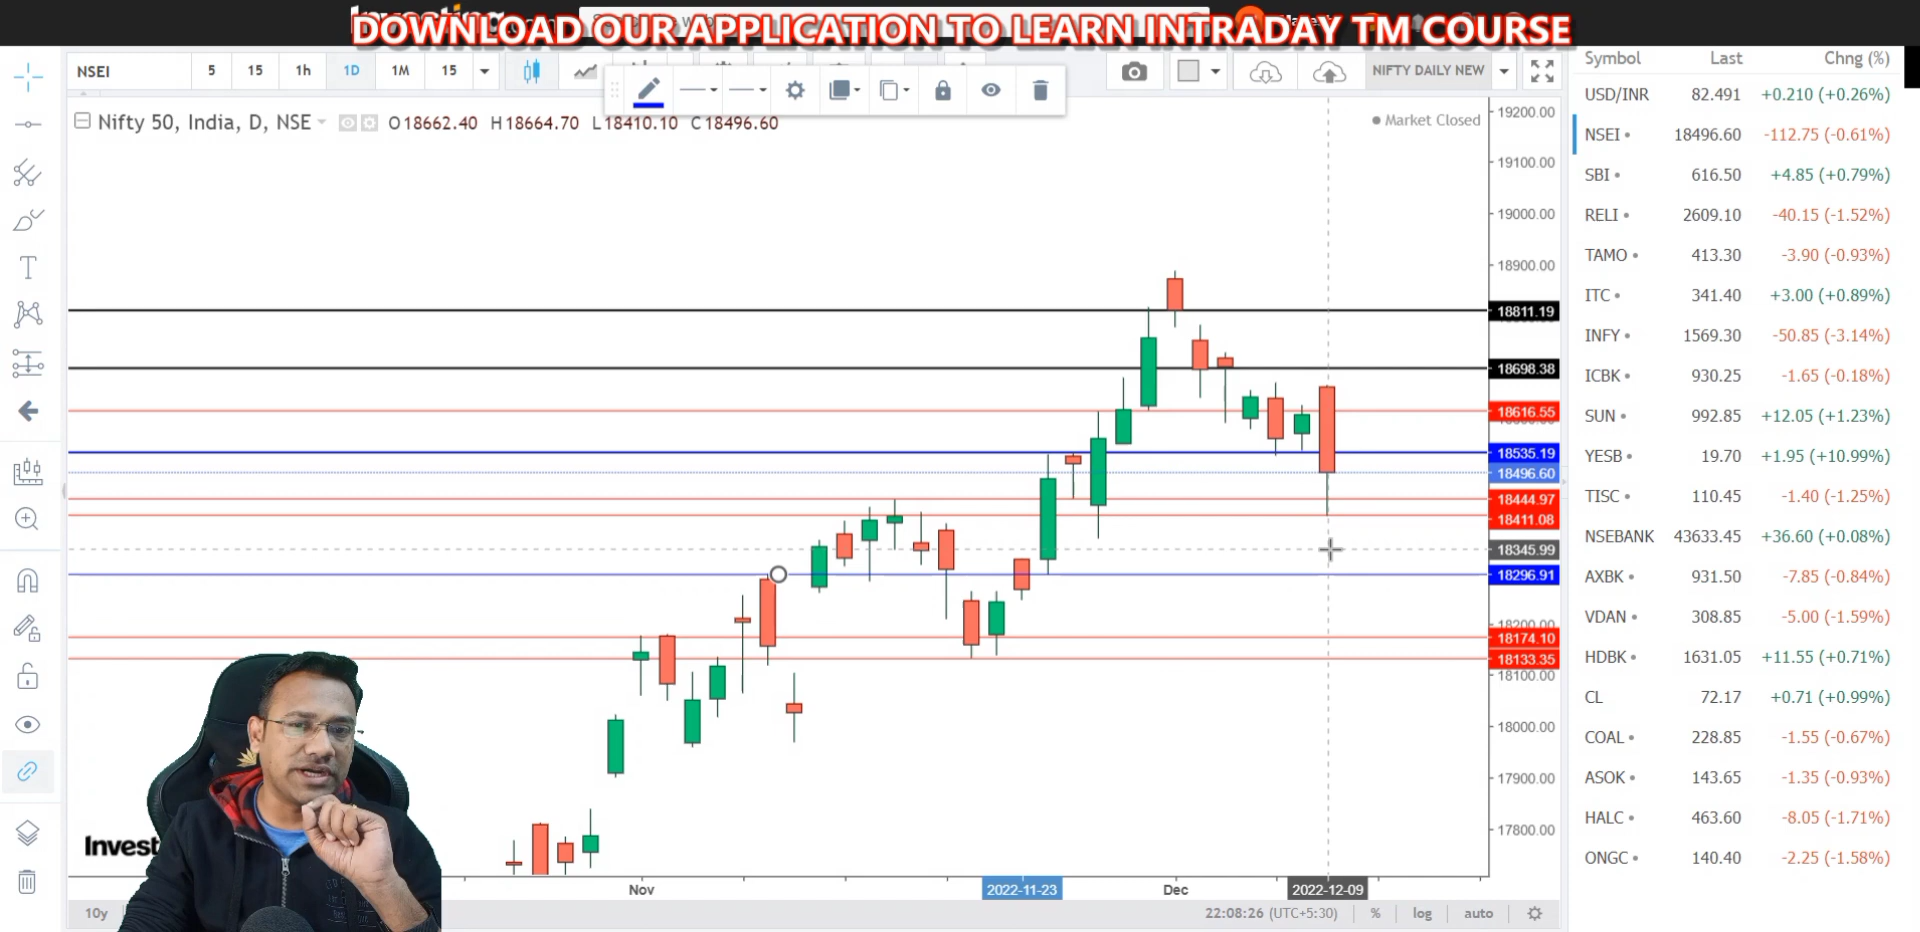 DOWNLOAD OUR APPLICATION TO LEARN INTRADAY TM COURSE
NSEI 5 15 1h 1D 1M 15 NIFTY DAILY NEW
Nifty 50, India, D, NSE O18662.40 H18664.70 L18410.10 C18496.60
Market Closed
19200.00
19100.00
19000.00
18900.00
18811.19
18698.38
18616.55
18535.19
18496.60
18444.97
18411.08
18345.99
18296.91
18174.10
18133.35
18100.00
18000.00
17900.00
17800.00
Invest
Nov 2022-11-23 Dec 2022-12-09
10y 22:08:26 (UTC+5:30) % log auto
Symbol Last Chng (%)
USD/INR 82.491 +0.210 (+0.26%)
NSEI 18496.60 -112.75 (-0.61%)
SBI 616.50 +4.85 (+0.79%)
RELI 2609.10 -40.15 (-1.52%)
TAMO 413.30 -3.90 (-0.93%)
ITC 341.40 +3.00 (+0.89%)
INFY 1569.30 -50.85 (-3.14%)
ICBK 930.25 -1.65 (-0.18%)
SUN 992.85 +12.05 (+1.23%)
YESB 19.70 +1.95 (+10.99%)
TISC 110.45 -1.40 (-1.25%)
NSEBANK 43633.45 +36.60 (+0.08%)
AXBK 931.50 -7.85 (-0.84%)
VDAN 308.85 -5.00 (-1.59%)
HDBK 1631.05 +11.55 (+0.71%)
CL 72.17 +0.71 (+0.99%)
COAL 228.85 -1.55 (-0.67%)
ASOK 143.65 -1.35 (-0.93%)
HALC 463.60 -8.05 (-1.71%)
ONGC 140.40 -2.25 (-1.58%)